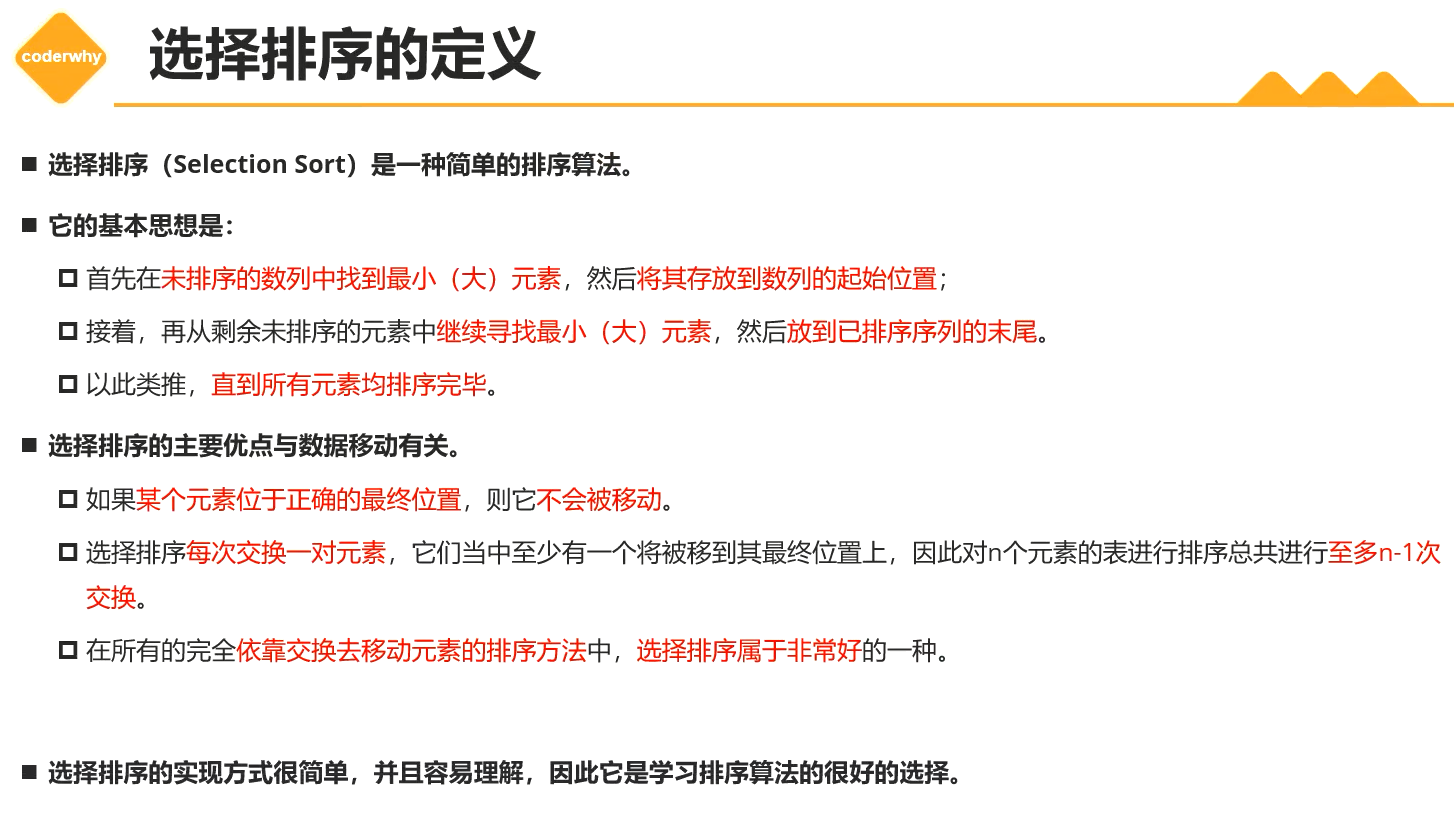 coderwhy
选择排序的定义
选择排序（Selection Sort）是一种简单的排序算法。
它的基本思想是：
首先在未排序的数列中找到最小（大）元素，然后将其存放到数列的起始位置；
接着，再从剩余未排序的元素中继续寻找最小（大）元素，然后放到已排序序列的末尾。
以此类推，直到所有元素均排序完毕。
选择排序的主要优点与数据移动有关。
如果某个元素位于正确的最终位置，则它不会被移动。
选择排序每次交换一对元素，它们当中至少有一个将被移到其最终位置上，因此对n个元素的表进行排序总共进行至多n-1次
交换。
在所有的完全依靠交换去移动元素的排序方法中，选择排序属于非常好的一种。
选择排序的实现方式很简单，并且容易理解，因此它是学习排序算法的很好的选择。